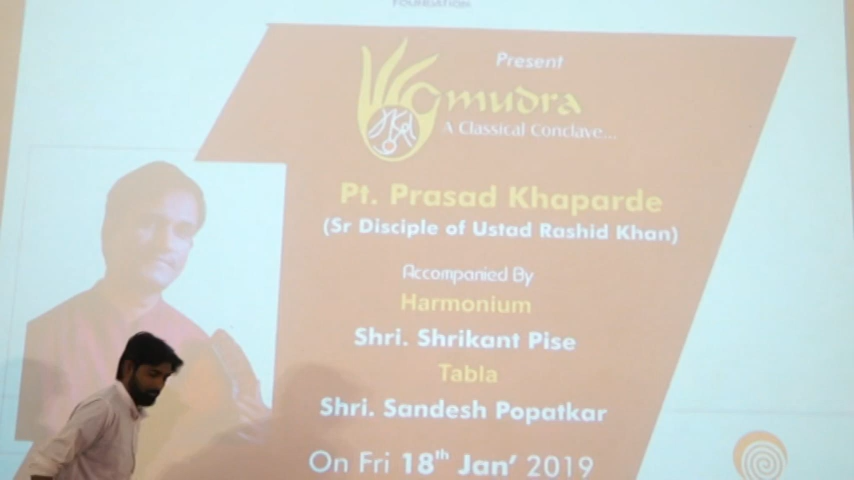 FOUNDATION
Present
mudra
A Classical Conclave...
Pt. Prasad Khaparde
(Sr Disciple of Ustad Rashid Khan)
Accompanied By
Harmonium
Shri. Shrikant Pise
Tabla
Shri. Sandesh Popatkar
On Fri 18th Jan' 2019